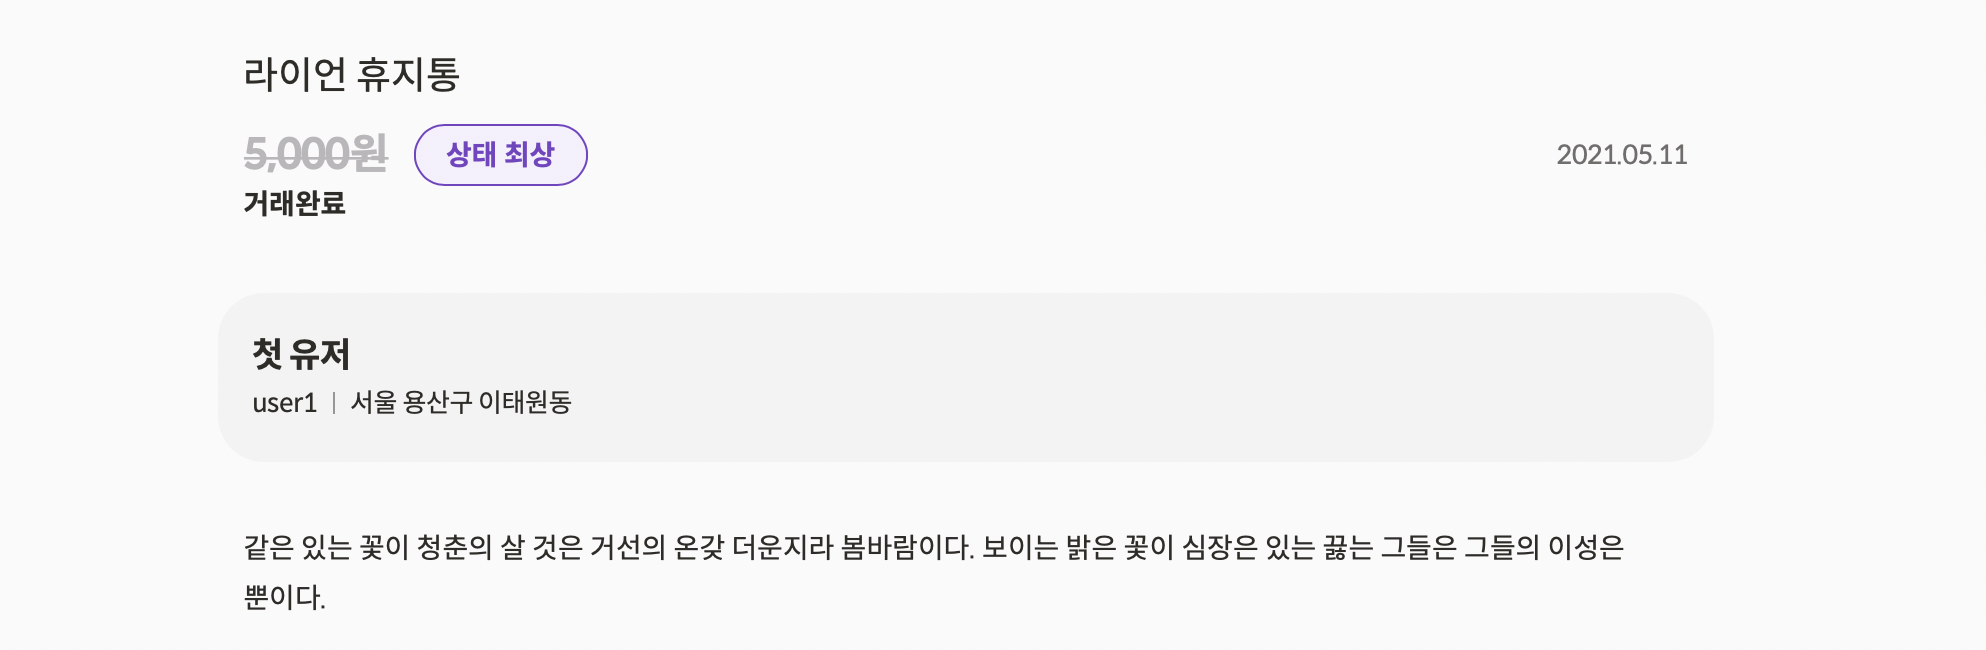 라이언 휴지통
5,000원 상태 최상 2021.05.11
거래완료
첫 유저
user1 | 서울 용산구 이태원동
같은 있는 꽃이 청춘의 살 것은 거선의 온갖 더운지라 봄바람이다. 보이는 밝은 꽃이 심장은 있는 끓는 그들은 그들의 이성은
뿐이다.